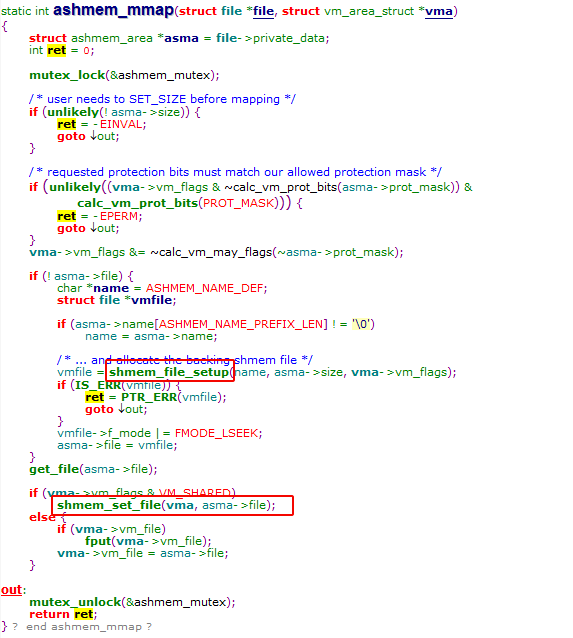 static int ashmem_mmap(struct file *file, struct vm_area_struct *vma)
{
struct ashmem_area *asma = file->private_data;
int ret = 0;
mutex_lock(&ashmem_mutex);
/* user needs to SET_SIZE before mapping */
if (unlikely(! asma->size)) {
ret = -EINVAL;
goto ↓out;
}
/* requested protection bits must match our allowed protection mask */
if (unlikely((vma->vm_flags & ~calc_vm_prot_bits(asma->prot_mask)) &
calc_vm_prot_bits(PROT_MASK))) {
ret = -EPERM;
goto ↓out;
}
vma->vm_flags &= ~calc_vm_may_flags(~asma->prot_mask);
if (! asma->file) {
char *name = ASHMEM_NAME_DEF;
struct file *vmfile;
if (asma->name[ASHMEM_NAME_PREFIX_LEN] ! = '\0')
name = asma->name;
/* ... and allocate the backing shmem file */
vmfile = shmem_file_setup(name, asma->size, vma->vm_flags);
if (IS_ERR(vmfile)) {
ret = PTR_ERR(vmfile);
goto ↓out;
}
vmfile->f_mode | = FMODE_LSEEK;
asma->file = vmfile;
}
get_file(asma->file);
if (vma->vm_flags & VM_SHARED)
shmem_set_file(vma, asma->file);
else {
if (vma->vm_file)
fput(vma->vm_file);
vma->vm_file = asma->file;
}
out:
mutex_unlock(&ashmem_mutex);
return ret;
} ? end ashmem_mmap ?